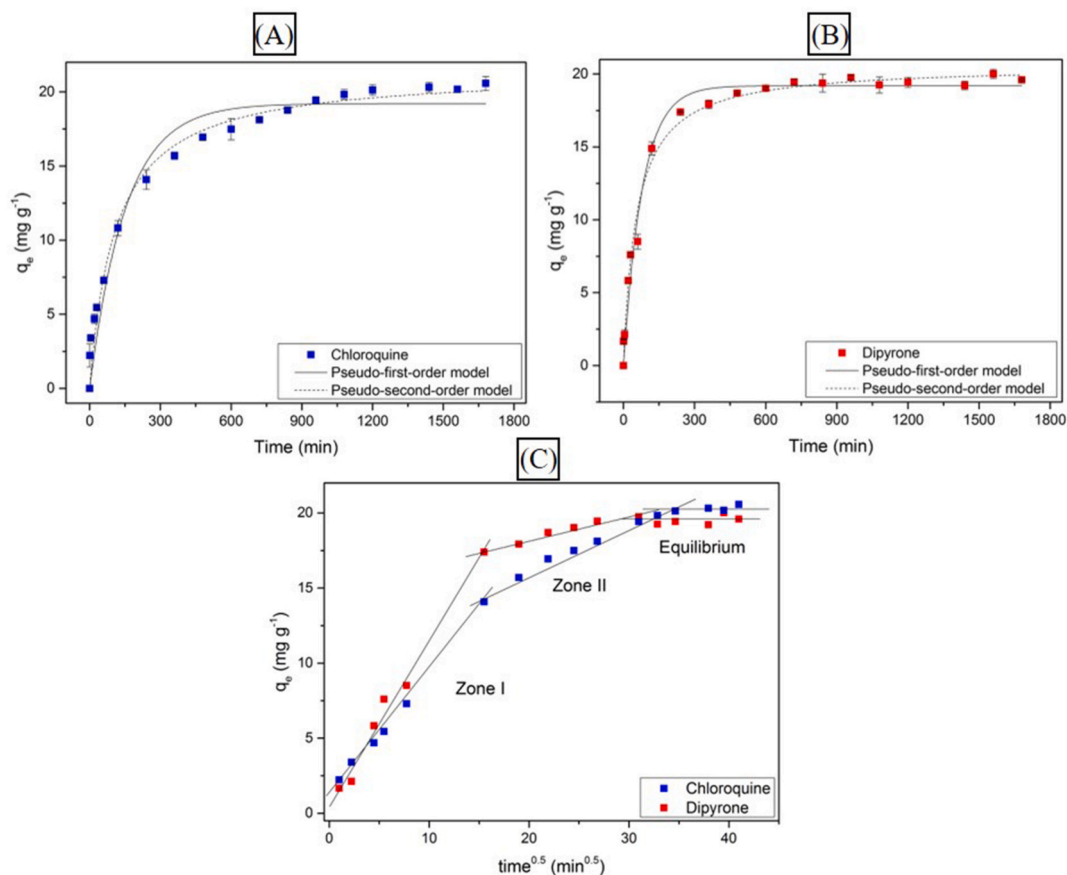 (A)
20
15
10
5
0
qe (mg g-1)
Chloroquine
Pseudo-first-order model
Pseudo-second-order model
0 300 600 900 1200 1500 1800
Time (min)
(B)
20
15
10
5
0
qe (mg g-1)
Dipyrone
Pseudo-first-order model
Pseudo-second-order model
0 300 600 900 1200 1500 1800
Time (min)
(C)
20
15
10
5
0
qe (mg g-1)
Equilibrium
Zone II
Zone I
Chloroquine
Dipyrone
0 10 20 30 40
time0.5 (min0.5)